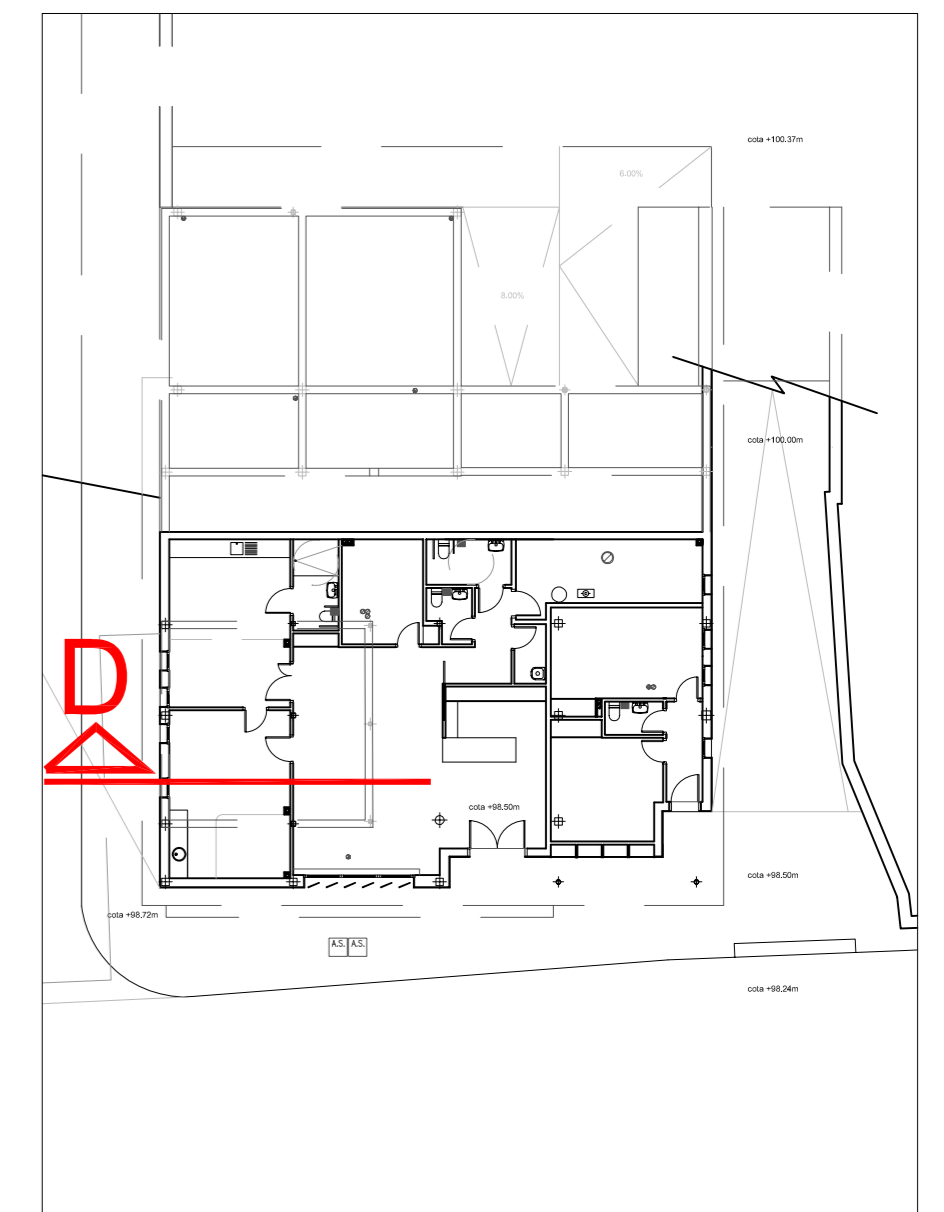 cota +100.37m
6.00%
8.00%
cota +100.00m
D
cota +98.50m
cota +98.50m
cota +98.72m
A.S. A.S.
cota +98.24m